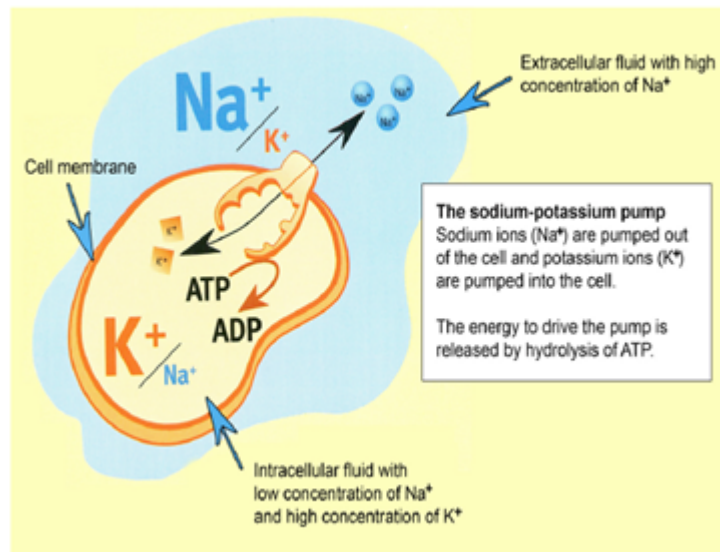 Extracellular fluid with high
concentration of Na⁺
Na⁺
/
K⁺
Na⁺
Na⁺
Na⁺
Cell membrane
The sodium-potassium pump
Sodium ions (Na⁺) are pumped out
of the cell and potassium ions (K⁺)
are pumped into the cell.
The energy to drive the pump is
released by hydrolysis of ATP.
K⁺
K⁺
ATP
ADP
K⁺
/
Na⁺
Intracellular fluid with
low concentration of Na⁺
and high concentration of K⁺